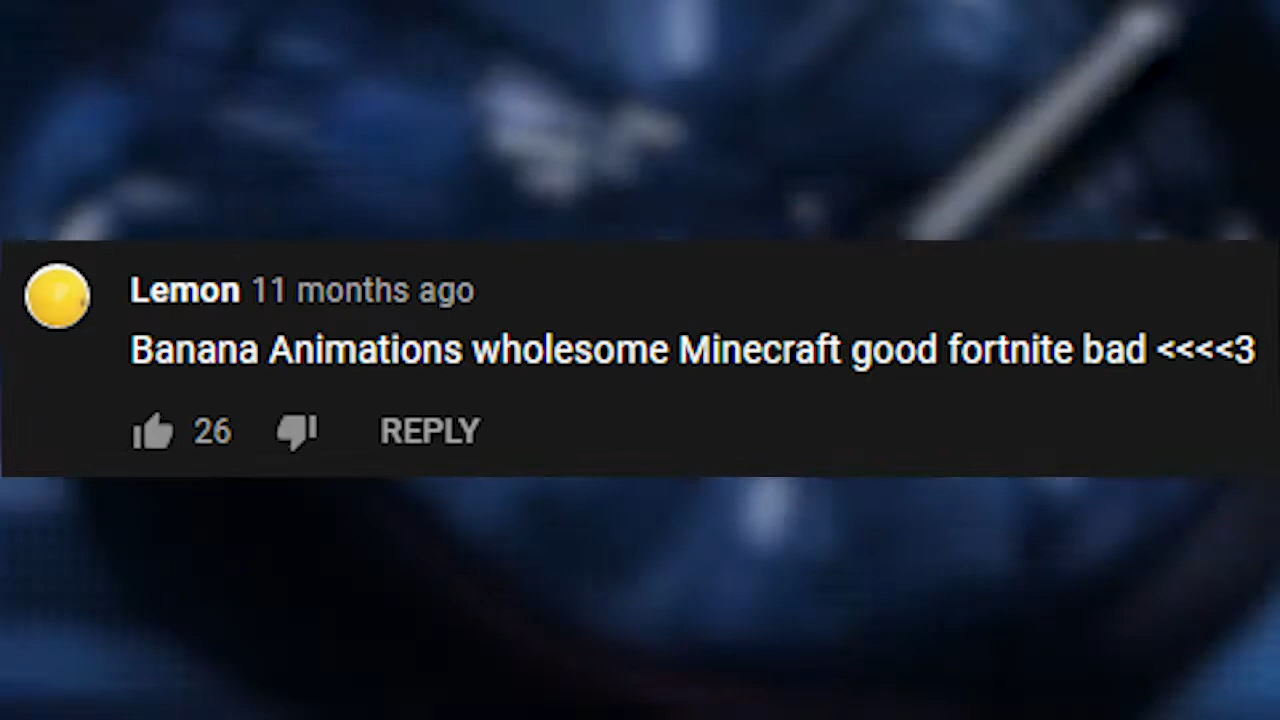 Lemon 11 months ago
Banana Animations wholesome Minecraft good fortnite bad <<<<3
26 REPLY